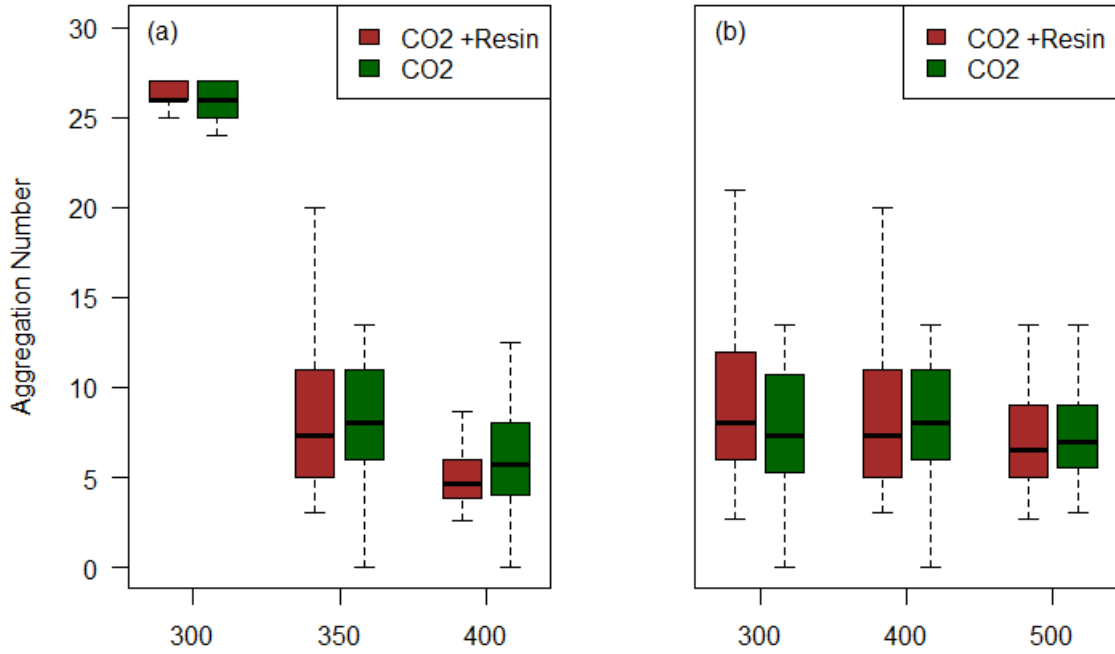 (a)
CO2 +Resin
CO2
(b)
CO2 +Resin
CO2
Aggregation Number
30
25
20
15
10
5
0
300 350 400
300 400 500